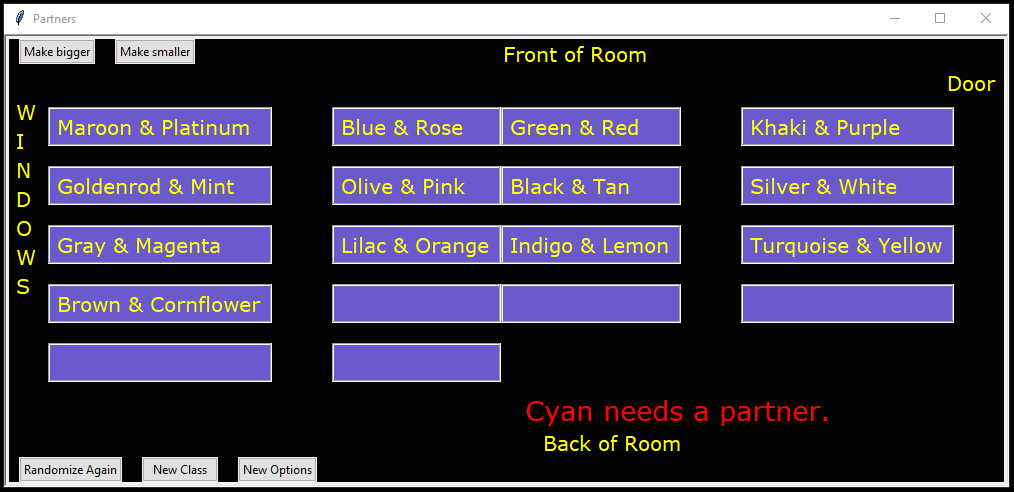 Partners
Make bigger Make smaller
Front of Room
Door
WINDOWS
Maroon & Platinum Blue & Rose Green & Red Khaki & Purple
Goldenrod & Mint Olive & Pink Black & Tan Silver & White
Gray & Magenta Lilac & Orange Indigo & Lemon Turquoise & Yellow
Brown & Cornflower
Cyan needs a partner.
Back of Room
Randomize Again New Class New Options